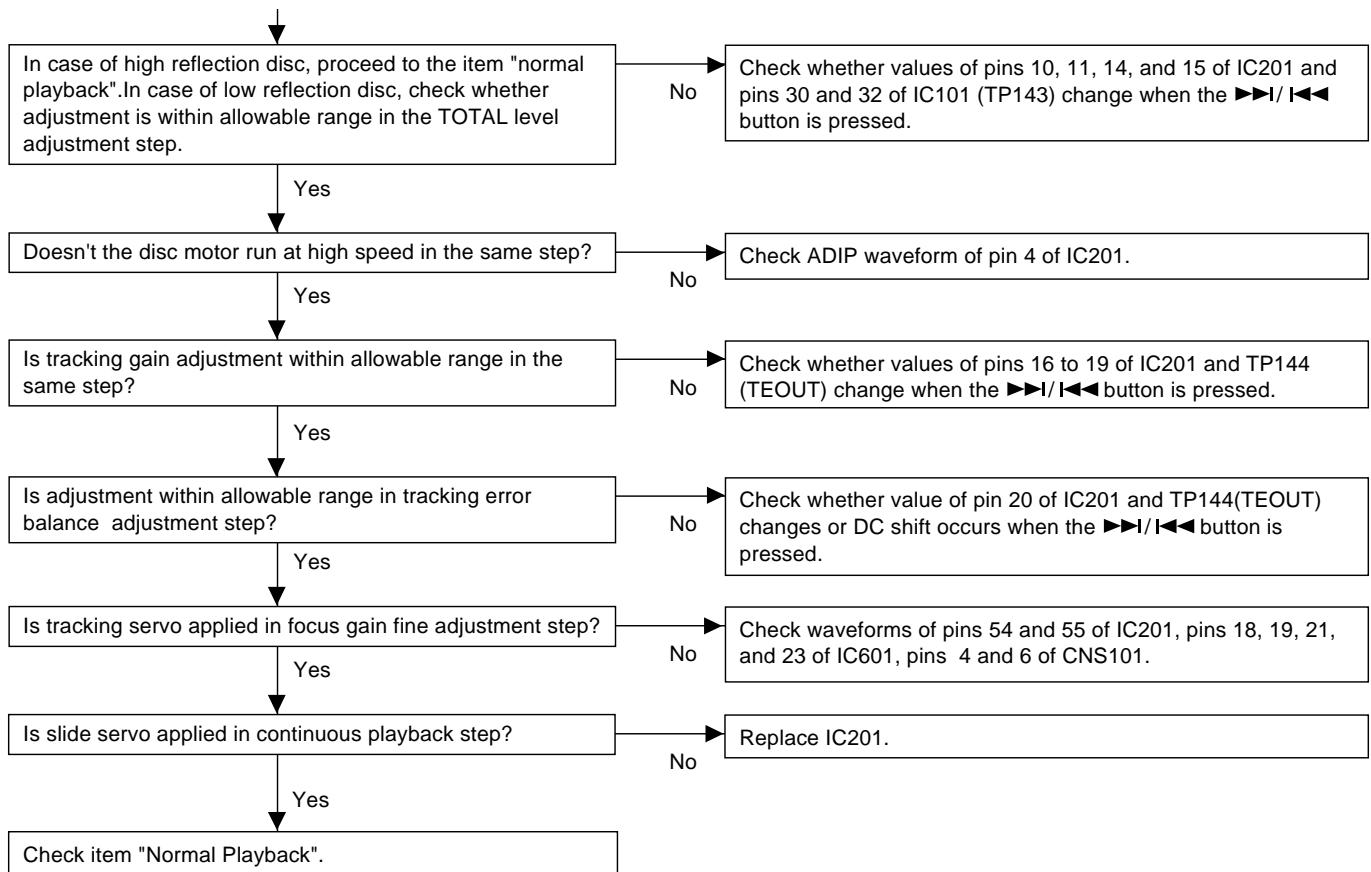 In case of high reflection disc, proceed to the item "normal
playback".In case of low reflection disc, check whether
adjustment is within allowable range in the TOTAL level
adjustment step.
No
Check whether values of pins 10, 11, 14, and 15 of IC201 and
pins 30 and 32 of IC101 (TP143) change when the ▶▶I/ I◀◀
button is pressed.
Yes
Doesn't the disc motor run at high speed in the same step?
No
Check ADIP waveform of pin 4 of IC201.
Yes
Is tracking gain adjustment within allowable range in the
same step?
No
Check whether values of pins 16 to 19 of IC201 and TP144
(TEOUT) change when the ▶▶I/ I◀◀ button is pressed.
Yes
Is adjustment within allowable range in tracking error
balance adjustment step?
No
Check whether value of pin 20 of IC201 and TP144(TEOUT)
changes or DC shift occurs when the ▶▶I/ I◀◀ button is
pressed.
Yes
Is tracking servo applied in focus gain fine adjustment step?
No
Check waveforms of pins 54 and 55 of IC201, pins 18, 19, 21,
and 23 of IC601, pins 4 and 6 of CNS101.
Yes
Is slide servo applied in continuous playback step?
No
Replace IC201.
Yes
Check item "Normal Playback".